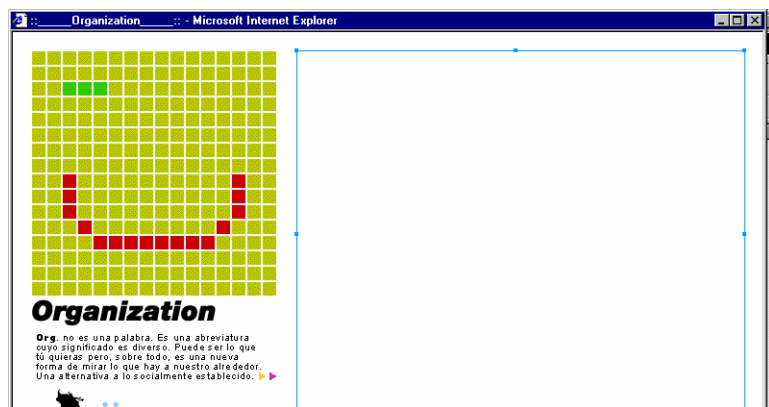 ::_____Organization_____:: - Microsoft Internet Explorer
Organization
Org. no es una palabra. Es una abreviatura
cuyo significado es diverso. Puede ser lo que
tú quieras pero, sobre todo, es una nueva
forma de mirar lo que hay a nuestro alrededor.
Una alternativa a lo socialmente establecido.